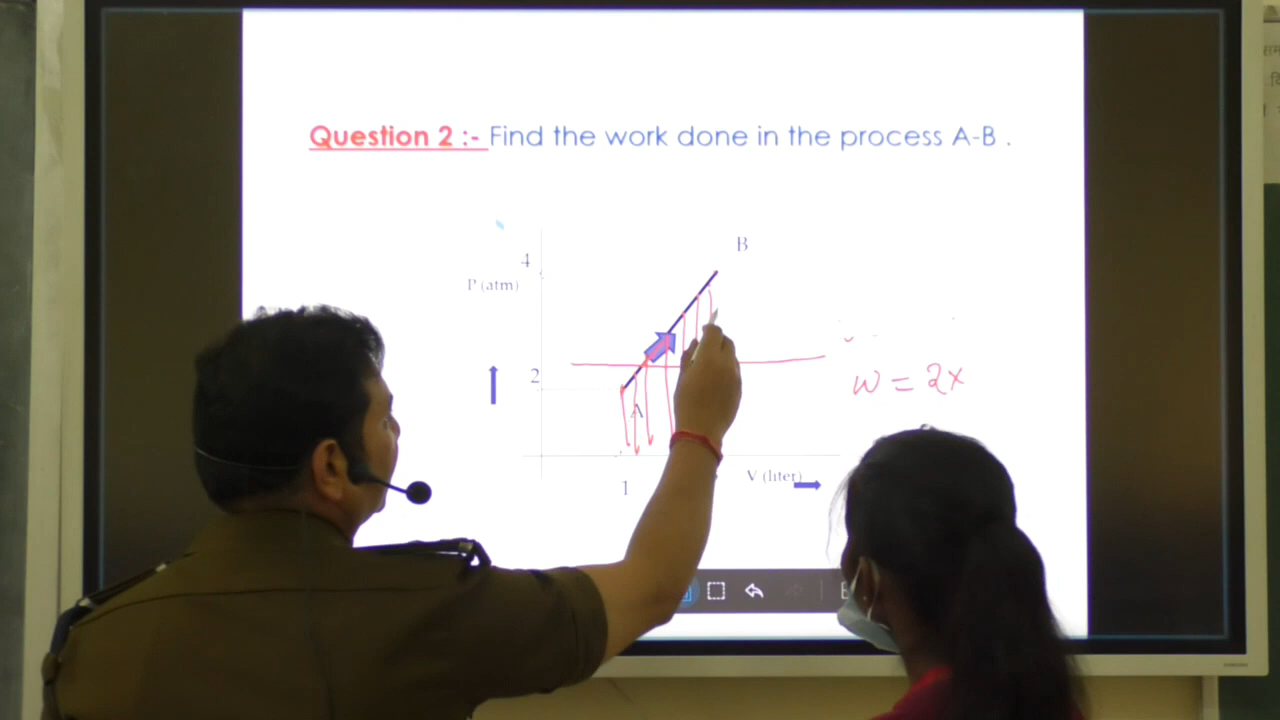 Question 2 :- Find the work done in the process A-B .
B
4
P (atm)
2
w = 2x
A
V (liter)
1